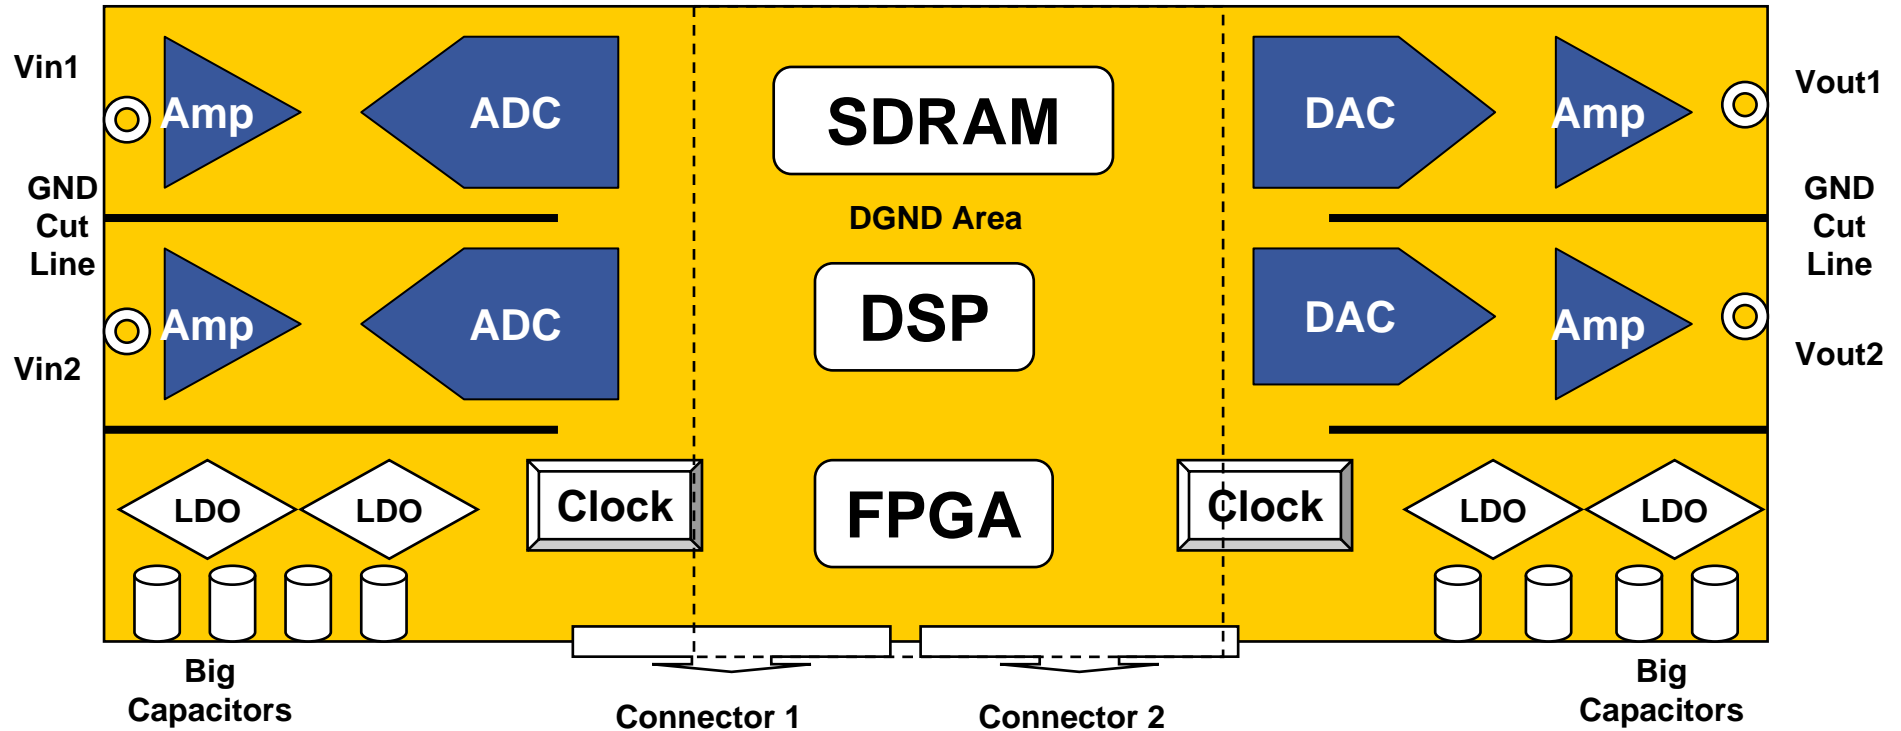 Vin1
Amp
ADC
SDRAM
DAC
Amp
Vout1
GND
Cut
Line
DGND Area
GND
Cut
Line
Vin2
Amp
ADC
DSP
DAC
Amp
Vout2
LDO
LDO
Clock
FPGA
Clock
LDO
LDO
Big
Capacitors
Connector 1
Connector 2
Big
Capacitors